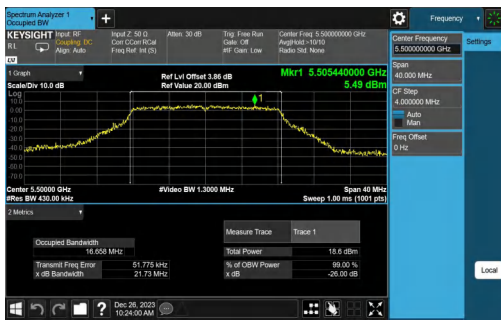 Spectrum Analyzer 1
Occupied BW
Frequency
KEYSIGHT Input: RF Input Z: 50 Ω Atten: 30 dB Trig: Free Run Center Freq: 5.500000000 GHz
RL Coupling: DC Corr CCorr RCal Gate: Off Avg|Hold >10/10
Align: Auto Freq Ref: Int (S) #IF Gain: Low Radio Std: None
Center Frequency
5.500000000 GHz
Settings
Span
40.000 MHz
CF Step
4.000000 MHz
Auto
Man
Freq Offset
0 Hz
Local
1 Graph
Scale/Div 10.0 dB
Ref Lvl Offset 3.86 dB
Ref Value 20.00 dBm
Mkr1 5.505440000 GHz
5.49 dBm
Log
10.0
0.00
-10.0
-20.0
-30.0
-40.0
-50.0
-60.0
-70.0
1
Center 5.50000 GHz #Video BW 1.3000 MHz Span 40 MHz
#Res BW 430.00 kHz Sweep 1.00 ms (1001 pts)
2 Metrics
Measure Trace Trace 1
Occupied Bandwidth
16.658 MHz Total Power 18.6 dBm
Transmit Freq Error 51.775 kHz % of OBW Power 99.00 %
x dB Bandwidth 21.73 MHz x dB -26.00 dB
? Dec 26, 2023
10:24:00 AM